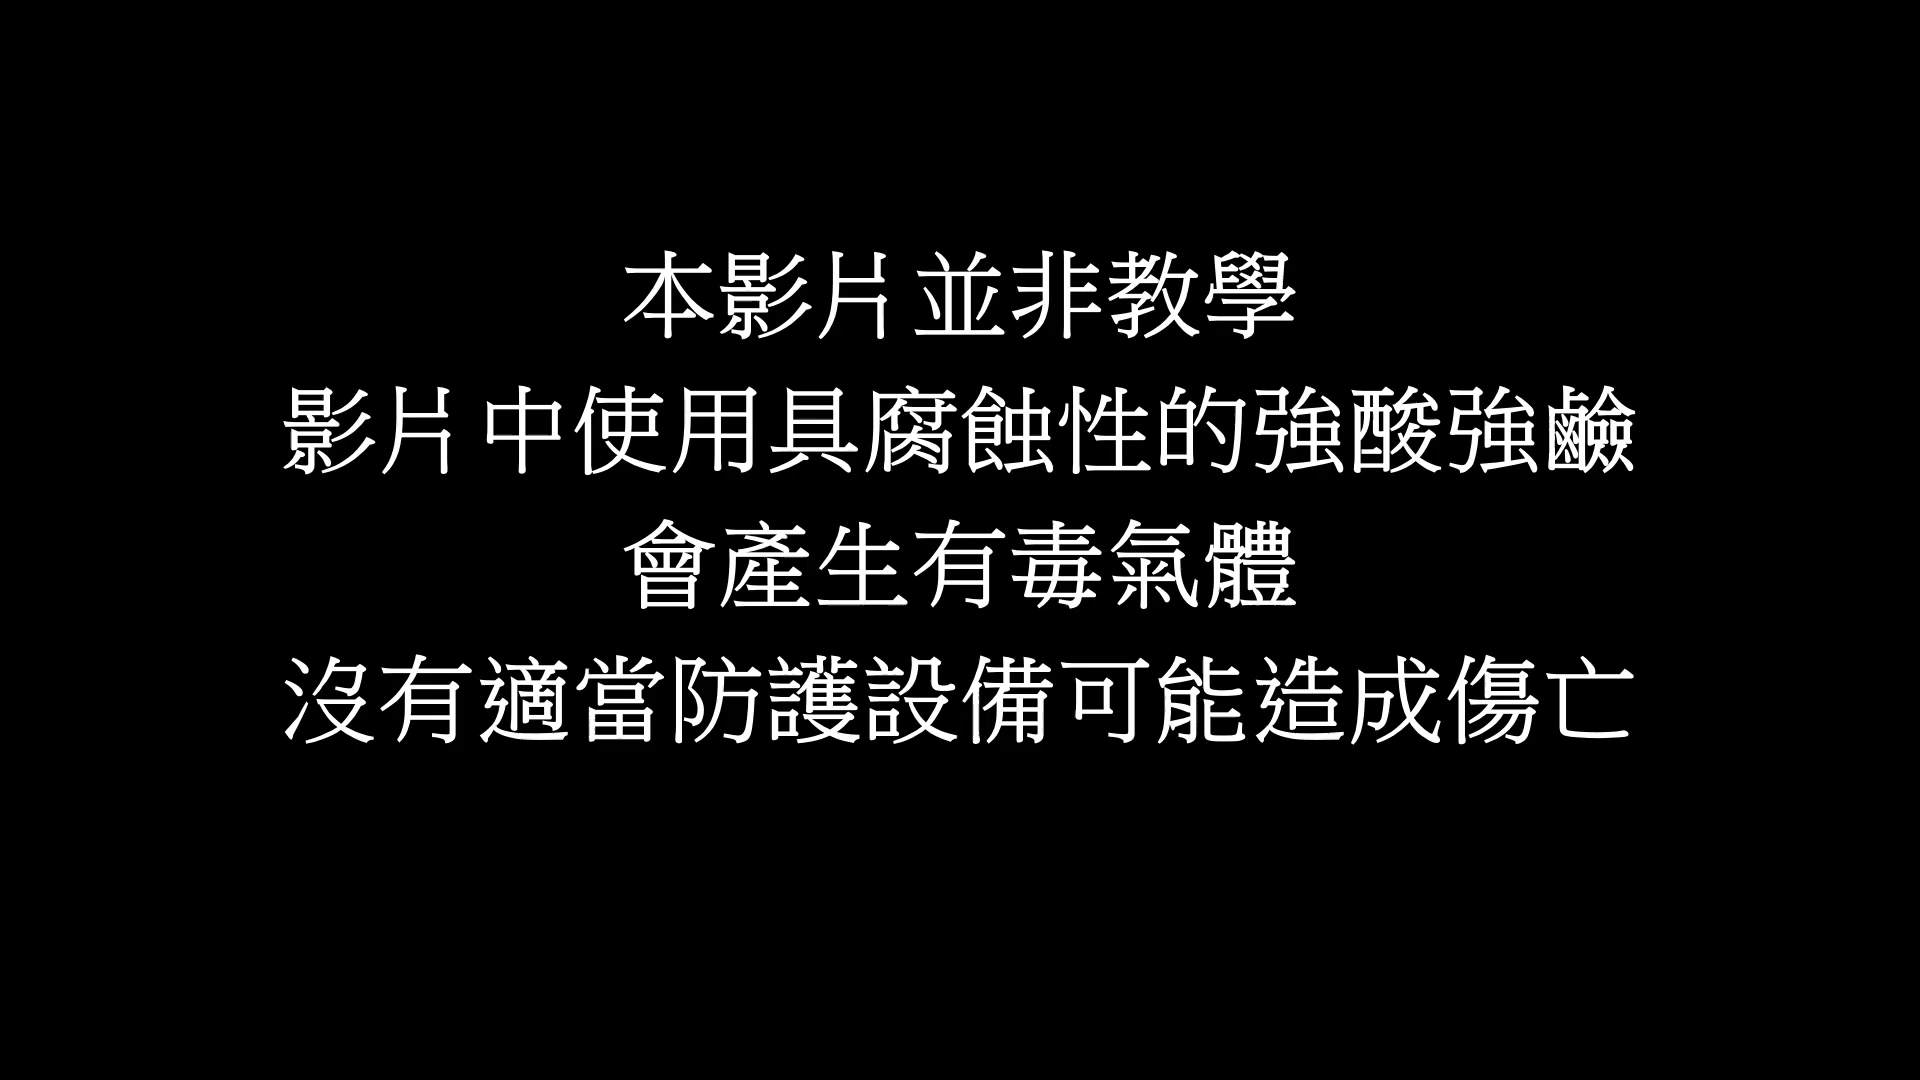 本影片並非教學
影片中使用具腐蝕性的強酸強鹼
會產生有毒氣體
沒有適當防護設備可能造成傷亡